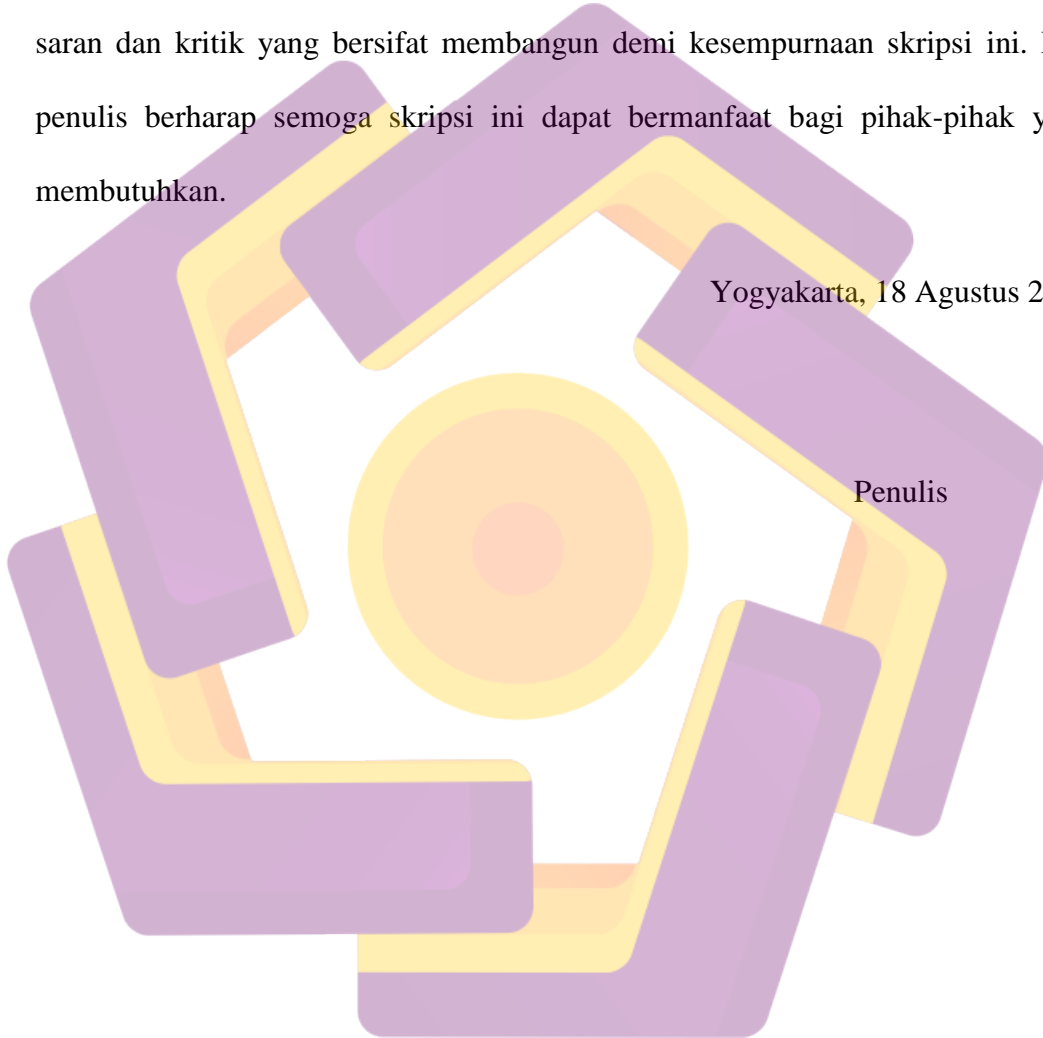 saran dan kritik yang bersifat membangun demi kesempurnaan skripsi ini.
penulis berharap semoga skripsi ini dapat bermanfaat bagi pihak-pihak
membutuhkan.
Yogyakarta, 18 Agustus 2
Penulis